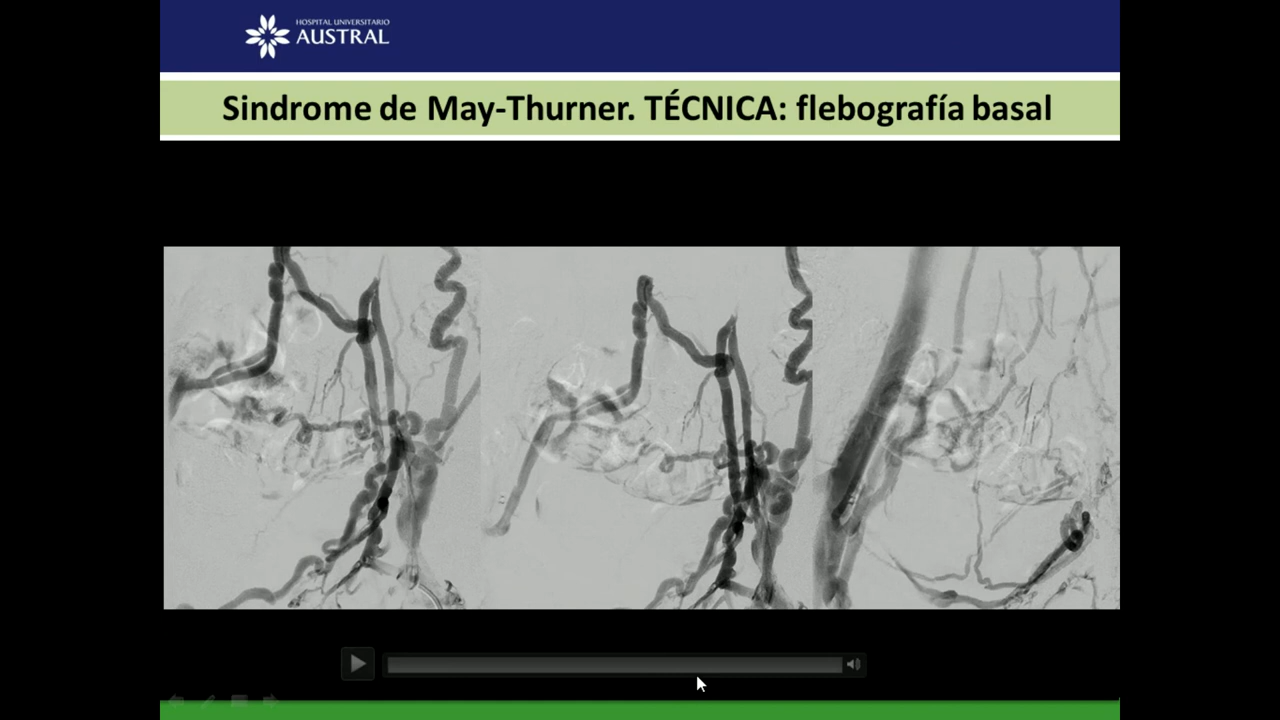 HOSPITAL UNIVERSITARIO
AUSTRAL
Sindrome de May-Thurner. TÉCNICA: flebografía basal